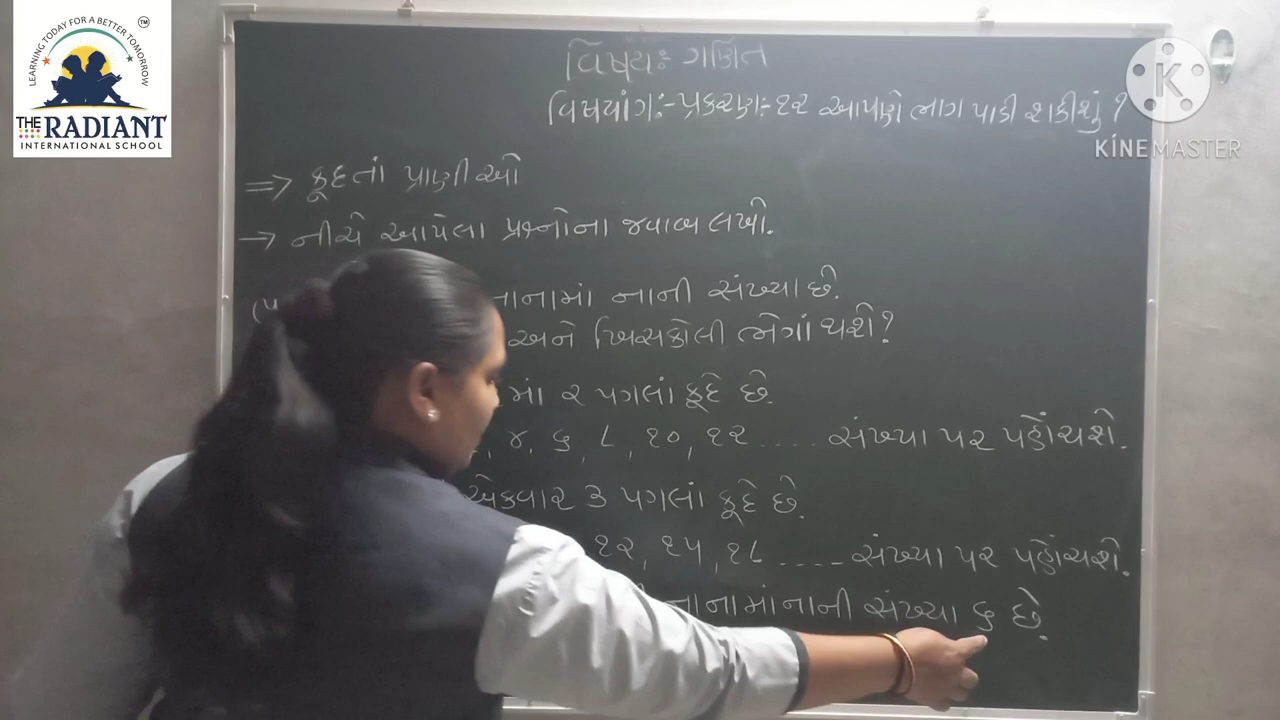 LEARNING TODAY FOR A BETTER TOMORROW
TM
THE RADIANT
INTERNATIONAL SCHOOL
K
KINEMASTER
વિષયઃ ગણિત
વિષયાંગઃ- પ્રકરણઃ- ૧૨ આપણે ભાગ પાડી શકીશું ?
=> કૂદતાં પ્રાણીઓ
-> નીચે આપેલા પ્રશ્નોના જવાબ લખો.
નાનામાં નાની સંખ્યા છે.
અને ખિસકોલી ભેગાં થશે?
માં ૨ પગલાં કૂદે છે.
, ૪, ૬, ૮, ૧૦, ૧૨ ..... સંખ્યા પર પહોંચશે.
એકવાર ૩ પગલાં કૂદે છે.
૧૨, ૧૫, ૧૮ ..... સંખ્યા પર પહોંચશે.
નાનામાંનાની સંખ્યા ૬ છે.